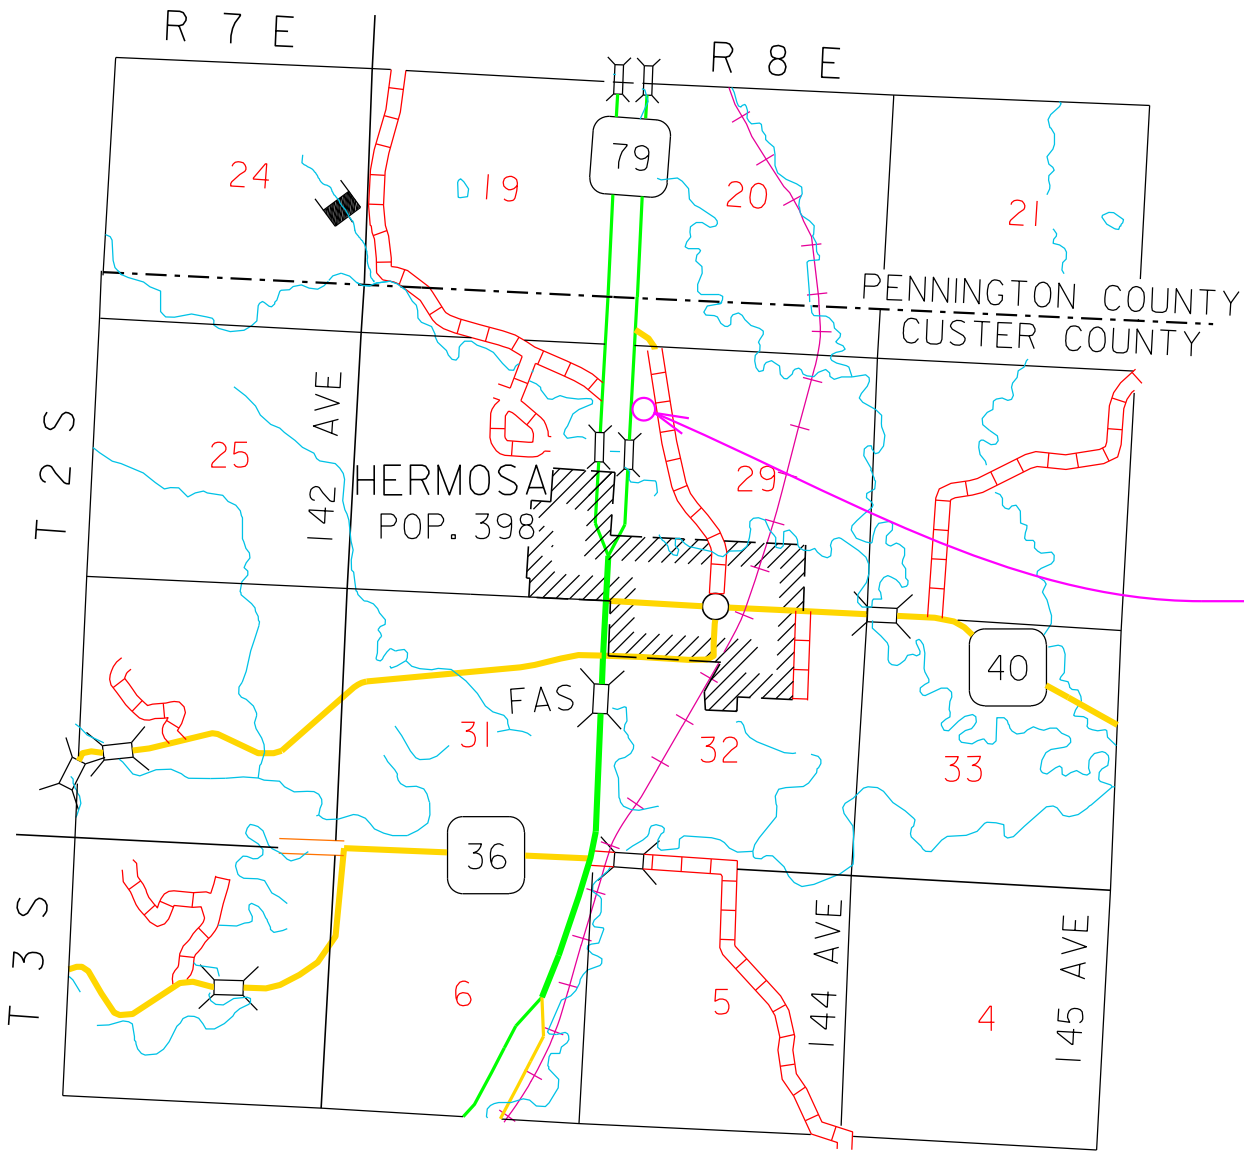 R 7 E
R 8 E
79
24
19
20
21
PENNINGTON COUNTY
CUSTER COUNTY
T 2 S
142 AVE
25
HERMOSA
POP. 398
29
40
FAS
31
32
33
36
T 3 S
6
5
144 AVE
4
145 AVE